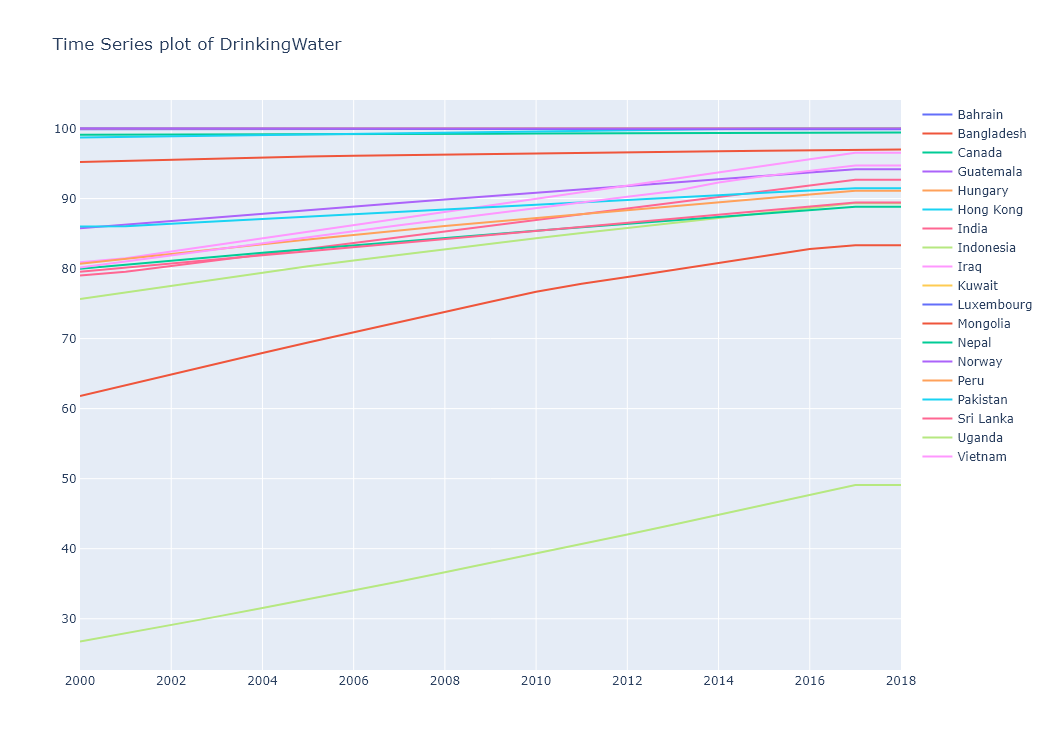 Time Series plot of DrinkingWater
100
90
80
70
60
50
40
30
2000 2002 2004 2006 2008 2010 2012 2014 2016 2018
Bahrain
Bangladesh
Canada
Guatemala
Hungary
Hong Kong
India
Indonesia
Iraq
Kuwait
Luxembourg
Mongolia
Nepal
Norway
Peru
Pakistan
Sri Lanka
Uganda
Vietnam